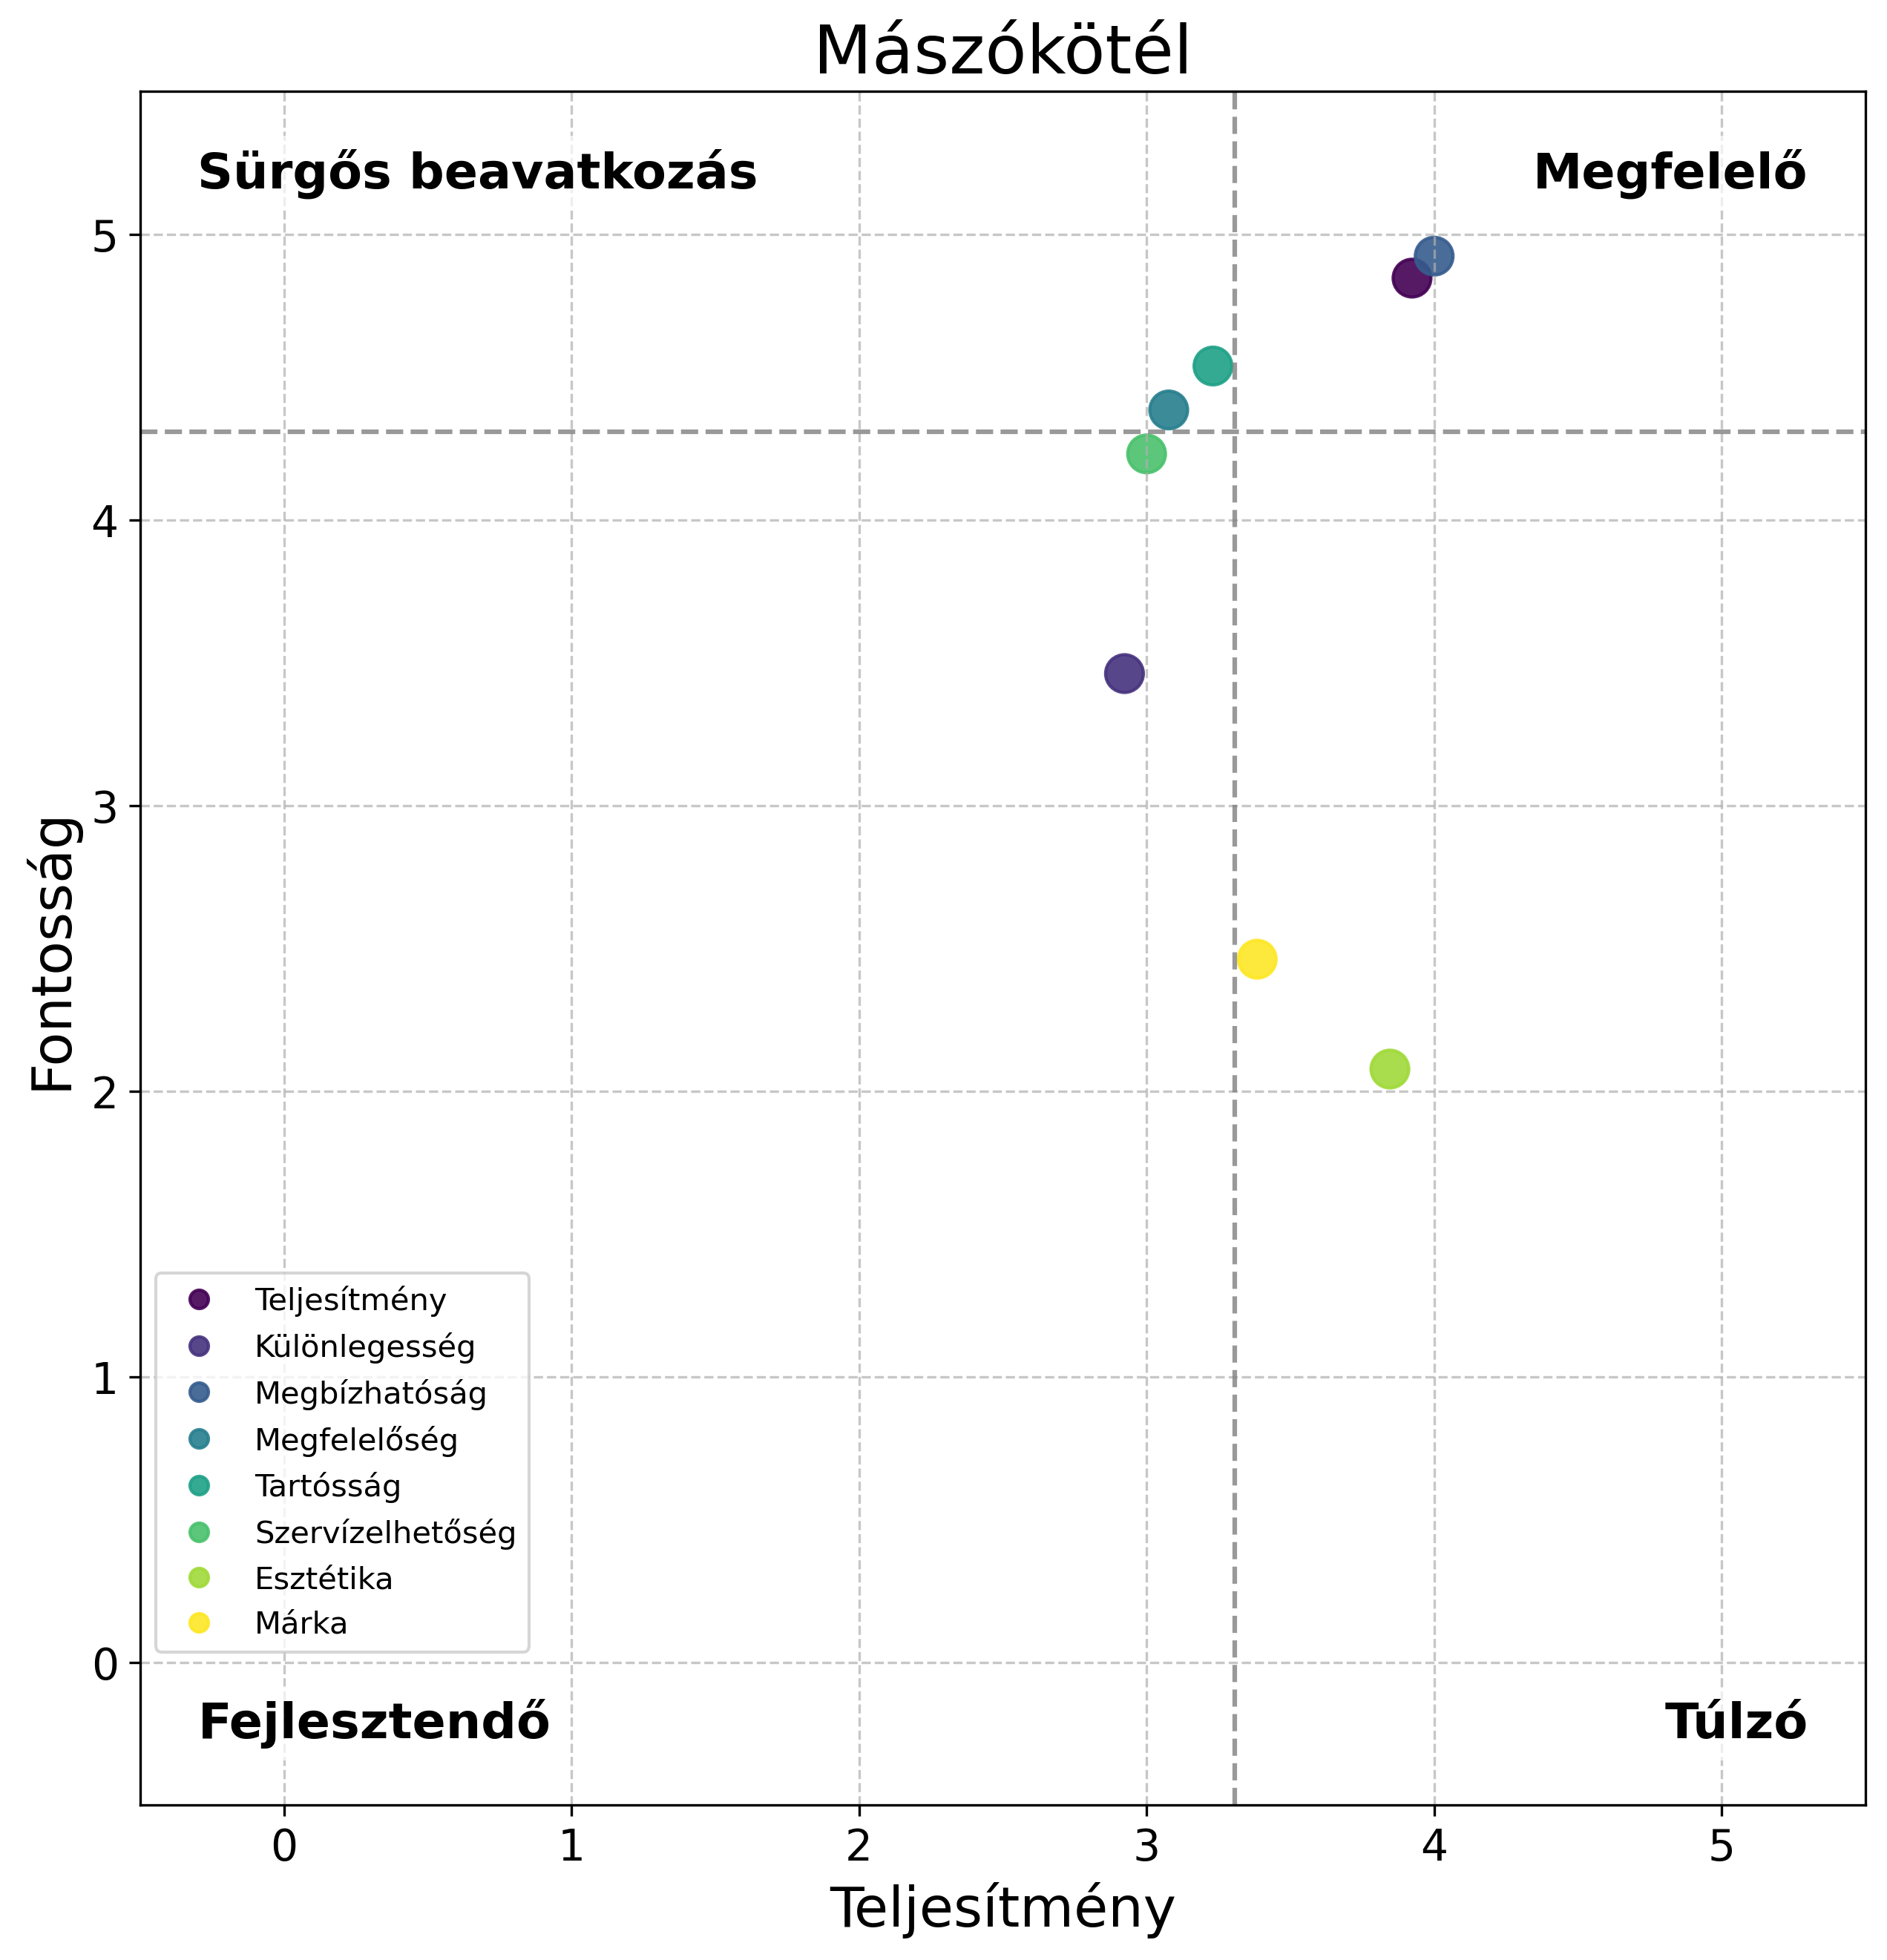 Mászókötél
Sürgős beavatkozás
Megfelelő
5
4
3
2
1
0
Fontosság
Teljesítmény
Különlegesség
Megbízhatóság
Megfelelőség
Tartósság
Szervízelhetőség
Esztétika
Márka
Fejlesztendő
Túlzó
0 1 2 3 4 5
Teljesítmény